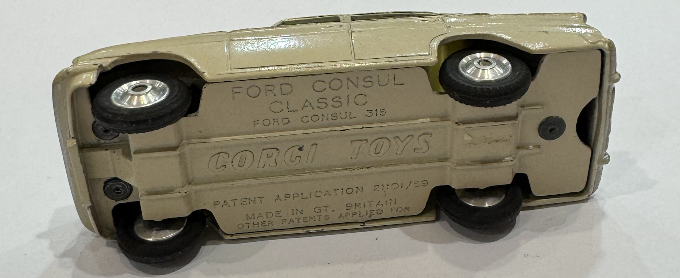 FORD CONSUL
CLASSIC
FORD CONSUL 315
CORGI TOYS
PATENT APPLICATION 21101/59
MADE IN GT. BRITAIN
OTHER PATENTS APPLIED FOR